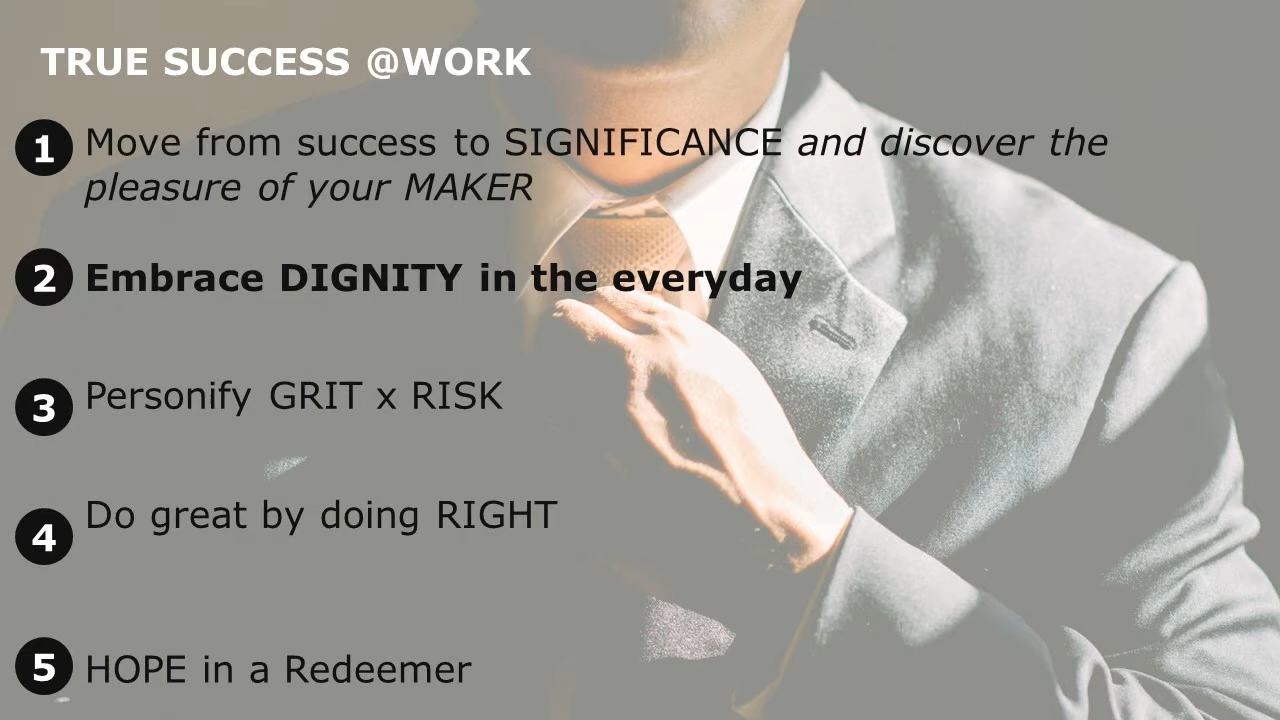 TRUE SUCCESS @WORK
1 Move from success to SIGNIFICANCE and discover the
pleasure of your MAKER
2 Embrace DIGNITY in the everyday
3 Personify GRIT x RISK
4 Do great by doing RIGHT
5 HOPE in a Redeemer